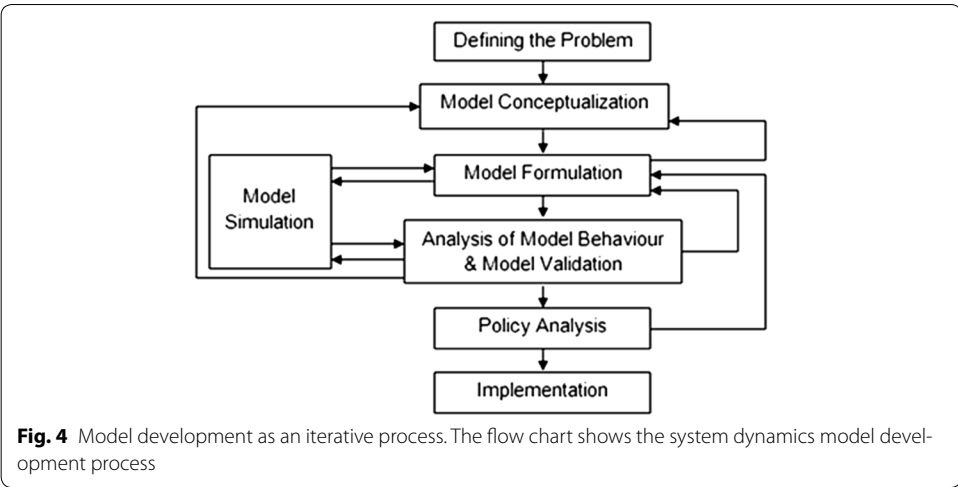 Defining the Problem
Model Conceptualization
Model Formulation
Model
Simulation
Analysis of Model Behaviour
& Model Validation
Policy Analysis
Implementation
Fig. 4 Model development as an iterative process. The flow chart shows the system dynamics model devel-
opment process